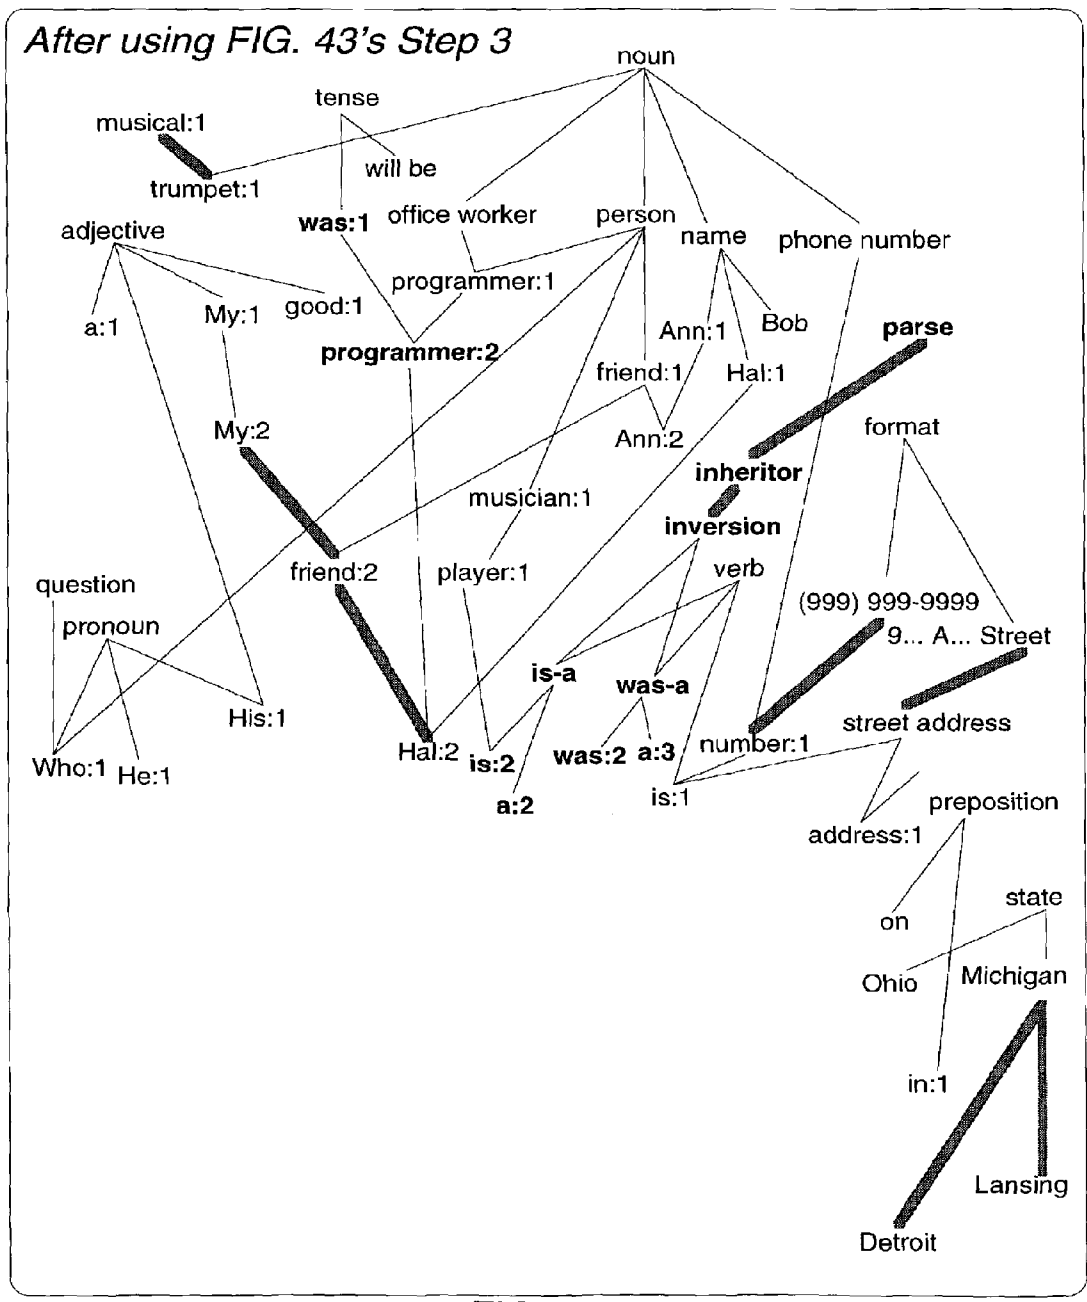 After using FIG. 43's Step 3
noun
tense
musical:1
will be
trumpet:1
was:1
office worker
person
adjective
name
phone number
programmer:1
a:1
My:1
good:1
Ann:1
Bob
parse
programmer:2
friend:1
Hal:1
My:2
Ann:2
format
inheritor
musician:1
inversion
friend:2
player:1
verb
question
(999) 999-9999
pronoun
9... A... Street
is-a
was-a
His:1
street address
Who:1
He:1
Hal:2
is:2
was:2
a:3
number:1
a:2
is:1
preposition
address:1
state
on
Ohio
Michigan
in:1
Lansing
Detroit